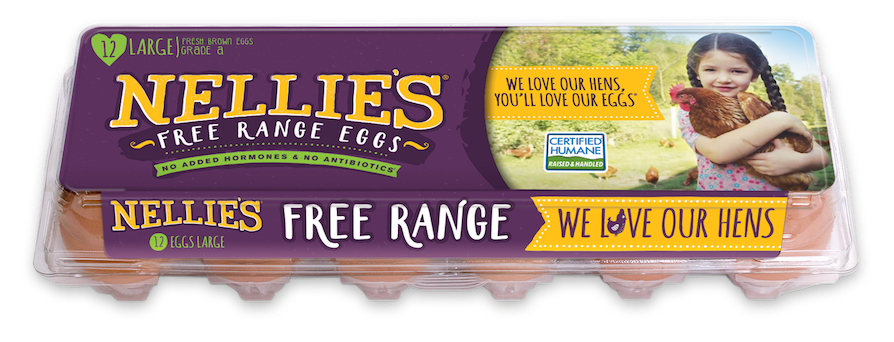 12 LARGE FRESH BROWN EGGS
GRADE A
NELLIE'S®
FREE RANGE EGGS
NO ADDED HORMONES & NO ANTIBIOTICS
WE LOVE OUR HENS,
YOU'LL LOVE OUR EGGS®
CERTIFIED
HUMANE
RAISED & HANDLED
NELLIE'S
12 EGGS LARGE
FREE RANGE
WE LOVE OUR HENS